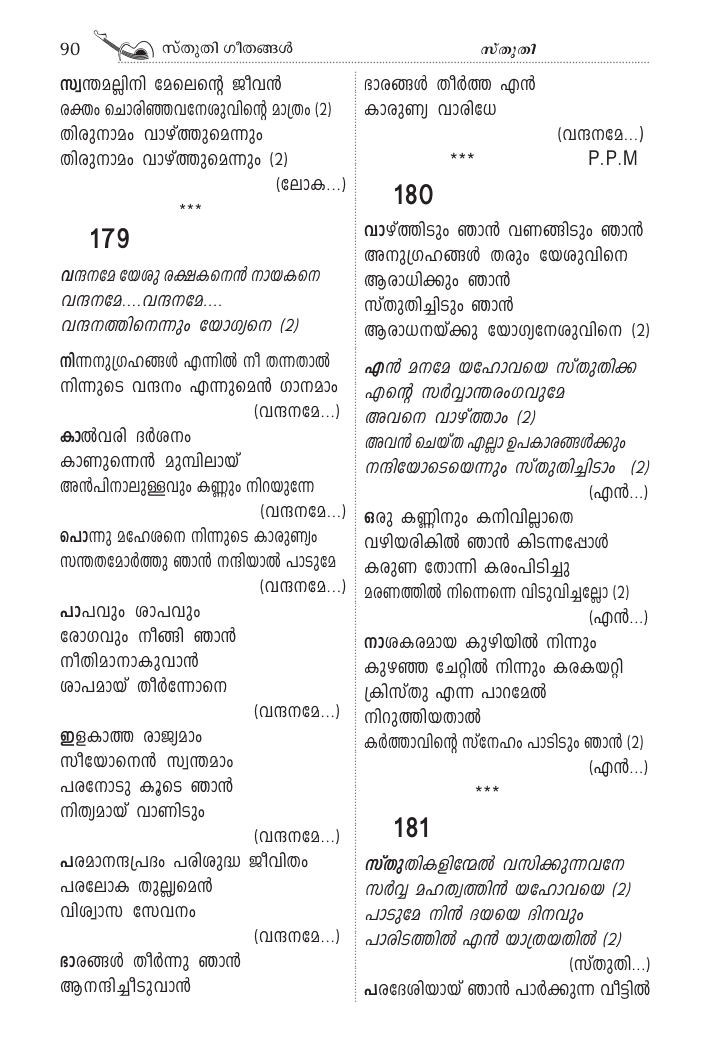 90 സ്തുതി ഗീതങ്ങൾ
സ്തുതി
സ്വന്തമല്ലിനി മേലെന്റെ ജീവൻ
രക്തം ചൊരിഞ്ഞവനേശുവിന്റെ മാത്രം (2)
തിരുനാമം വാഴ്ത്തുമെന്നും
തിരുനാമം വാഴ്ത്തുമെന്നും (2)
(ലോക...)
***
179
വന്ദനമേ യേശു രക്ഷകനെൻ നായകനെ
വന്ദനമേ....വന്ദനമേ....
വന്ദനത്തിനെന്നും യോഗ്യനെ (2)
നിന്നനുഗ്രഹങ്ങൾ എന്നിൽ നീ തന്നതാൽ
നിന്നുടെ വന്ദനം എന്നുമെൻ ഗാനമാം
(വന്ദനമേ...)
കാൽവരി ദർശനം
കാണുന്നെൻ മുമ്പിലായ്
അൻപിനാലുള്ളവും കണ്ണും നിറയുന്നേ
(വന്ദനമേ...)
പൊന്നു മഹേശനെ നിന്നുടെ കാരുണ്യം
സന്തതമോർത്തു ഞാൻ നന്ദിയാൽ പാടുമേ
(വന്ദനമേ...)
പാപവും ശാപവും
രോഗവും നീങ്ങി ഞാൻ
നീതിമാനാകുവാൻ
ശാപമായ് തീർന്നോനെ
(വന്ദനമേ...)
ഇളകാത്ത രാജ്യമാം
സീയോനെൻ സ്വന്തമാം
പരനോടു കൂടെ ഞാൻ
നിത്യമായ് വാണിടും
(വന്ദനമേ...)
പരമാനന്ദപ്രദം പരിശുദ്ധ ജീവിതം
പരലോക തുല്ല്യമെൻ
വിശ്വാസ സേവനം
(വന്ദനമേ...)
ഭാരങ്ങൾ തീർന്നു ഞാൻ
ആനന്ദിച്ചീടുവാൻ
ഭാരങ്ങൾ തീർത്ത എൻ
കാരുണ്യ വാരിധേ
(വന്ദനമേ...)
*** P.P.M
180
വാഴ്ത്തിടും ഞാൻ വണങ്ങിടും ഞാൻ
അനുഗ്രഹങ്ങൾ തരും യേശുവിനെ
ആരാധിക്കും ഞാൻ
സ്തുതിച്ചിടും ഞാൻ
ആരാധനയ്ക്കു യോഗ്യനേശുവിനെ (2)
എൻ മനമേ യഹോവയെ സ്തുതിക്ക
എന്റെ സർവ്വാന്തരംഗവുമേ
അവനെ വാഴ്ത്താം (2)
അവൻ ചെയ്ത എല്ലാ ഉപകാരങ്ങൾക്കും
നന്ദിയോടെയെന്നും സ്തുതിച്ചിടാം (2)
(എൻ...)
ഒരു കണ്ണിനും കനിവില്ലാതെ
വഴിയരികിൽ ഞാൻ കിടന്നപ്പോൾ
കരുണ തോന്നി കരംപിടിച്ചു
മരണത്തിൽ നിന്നെന്നെ വിടുവിച്ചല്ലോ (2)
(എൻ...)
നാശകരമായ കുഴിയിൽ നിന്നും
കുഴഞ്ഞ ചേറ്റിൽ നിന്നും കരകയറ്റി
ക്രിസ്തു എന്ന പാറമേൽ
നിറുത്തിയതാൽ
കർത്താവിന്റെ സ്നേഹം പാടിടും ഞാൻ (2)
(എൻ...)
***
181
സ്തുതികളിന്മേൽ വസിക്കുന്നവനേ
സർവ്വ മഹത്വത്തിൻ യഹോവയെ (2)
പാടുമേ നിൻ ദയയെ ദിനവും
പാരിടത്തിൽ എൻ യാത്രയതിൽ (2)
(സ്തുതി...)
പരദേശിയായ് ഞാൻ പാർക്കുന്ന വീട്ടിൽ